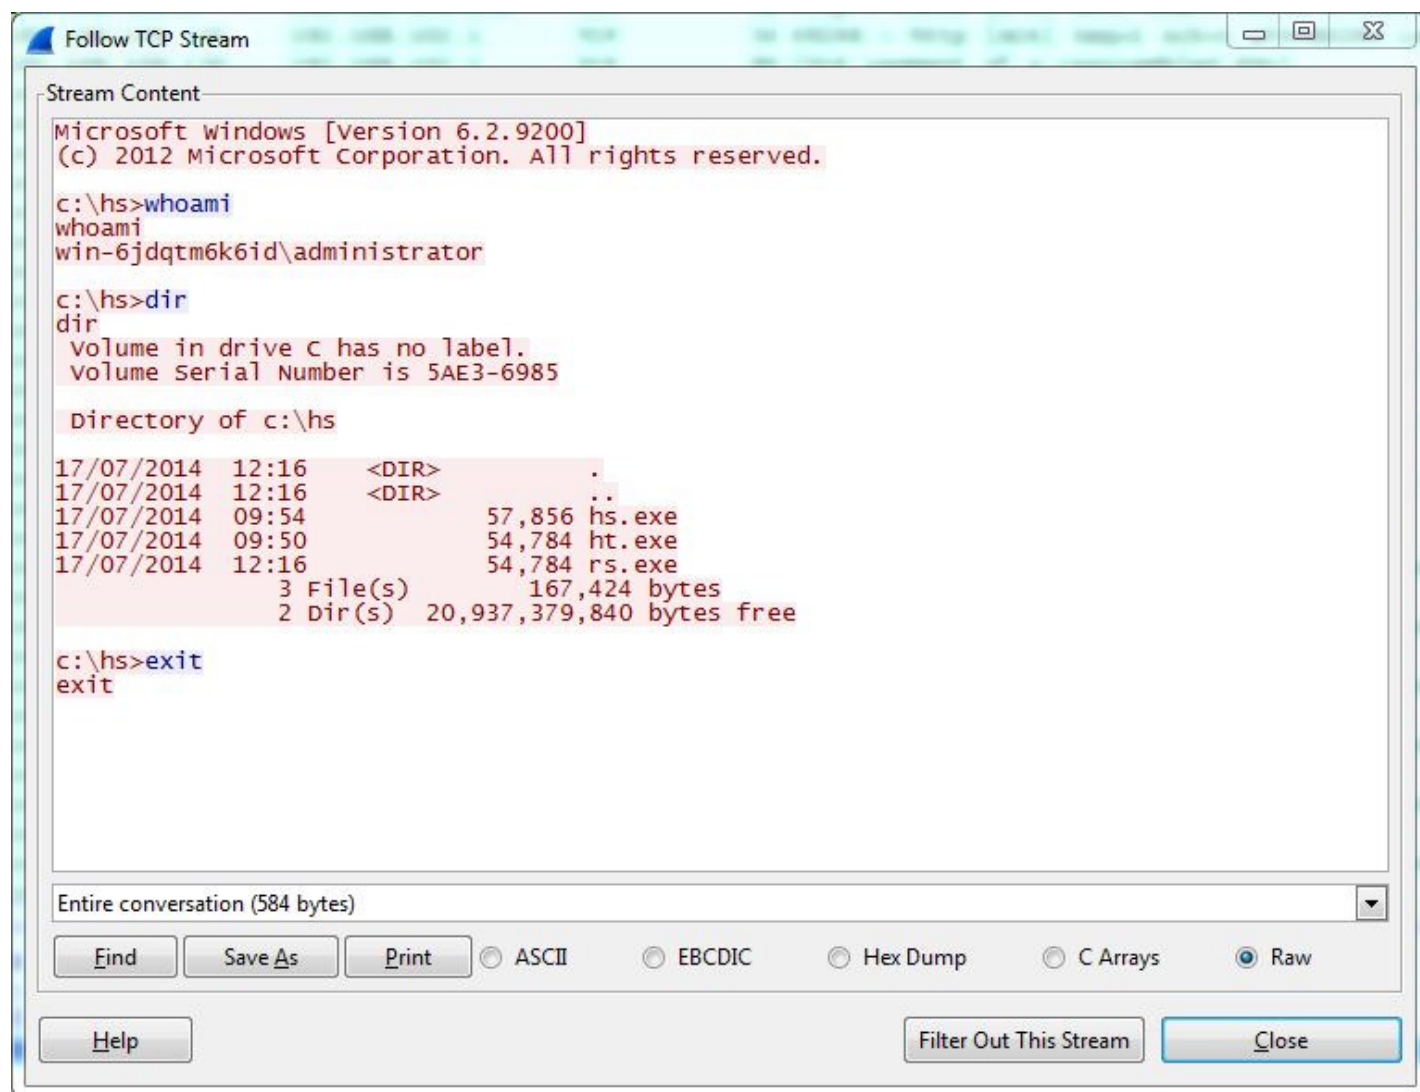 Follow TCP Stream
Stream Content
Microsoft Windows [Version 6.2.9200]
(c) 2012 Microsoft Corporation. All rights reserved.
c:\hs>whoami
whoami
win-6jdqtm6k6id\administrator
c:\hs>dir
dir
 Volume in drive C has no label.
 Volume Serial Number is 5AE3-6985
 Directory of c:\hs
17/07/2014  12:16    <DIR>          .
17/07/2014  12:16    <DIR>          ..
17/07/2014  09:54            57,856 hs.exe
17/07/2014  09:50            54,784 ht.exe
17/07/2014  12:16            54,784 rs.exe
               3 File(s)        167,424 bytes
               2 Dir(s)  20,937,379,840 bytes free
c:\hs>exit
exit
Entire conversation (584 bytes)
Find Save As Print ASCII EBCDIC Hex Dump C Arrays Raw
Help Filter Out This Stream Close